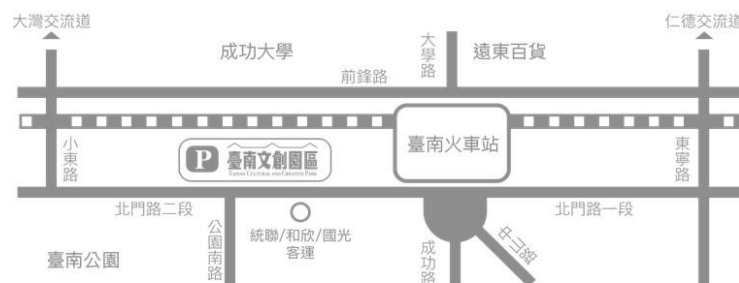 大灣交流道
仁德交流道
成功大學
大學路
遠東百貨
前鋒路
小東路
P 臺南文創園區
TAINAN CULTURAL AND CREATIVE PARK
臺南火車站
東寧路
北門路二段
北門路一段
公園南路
統聯/和欣/國光
客運
成功路
中山路
臺南公園